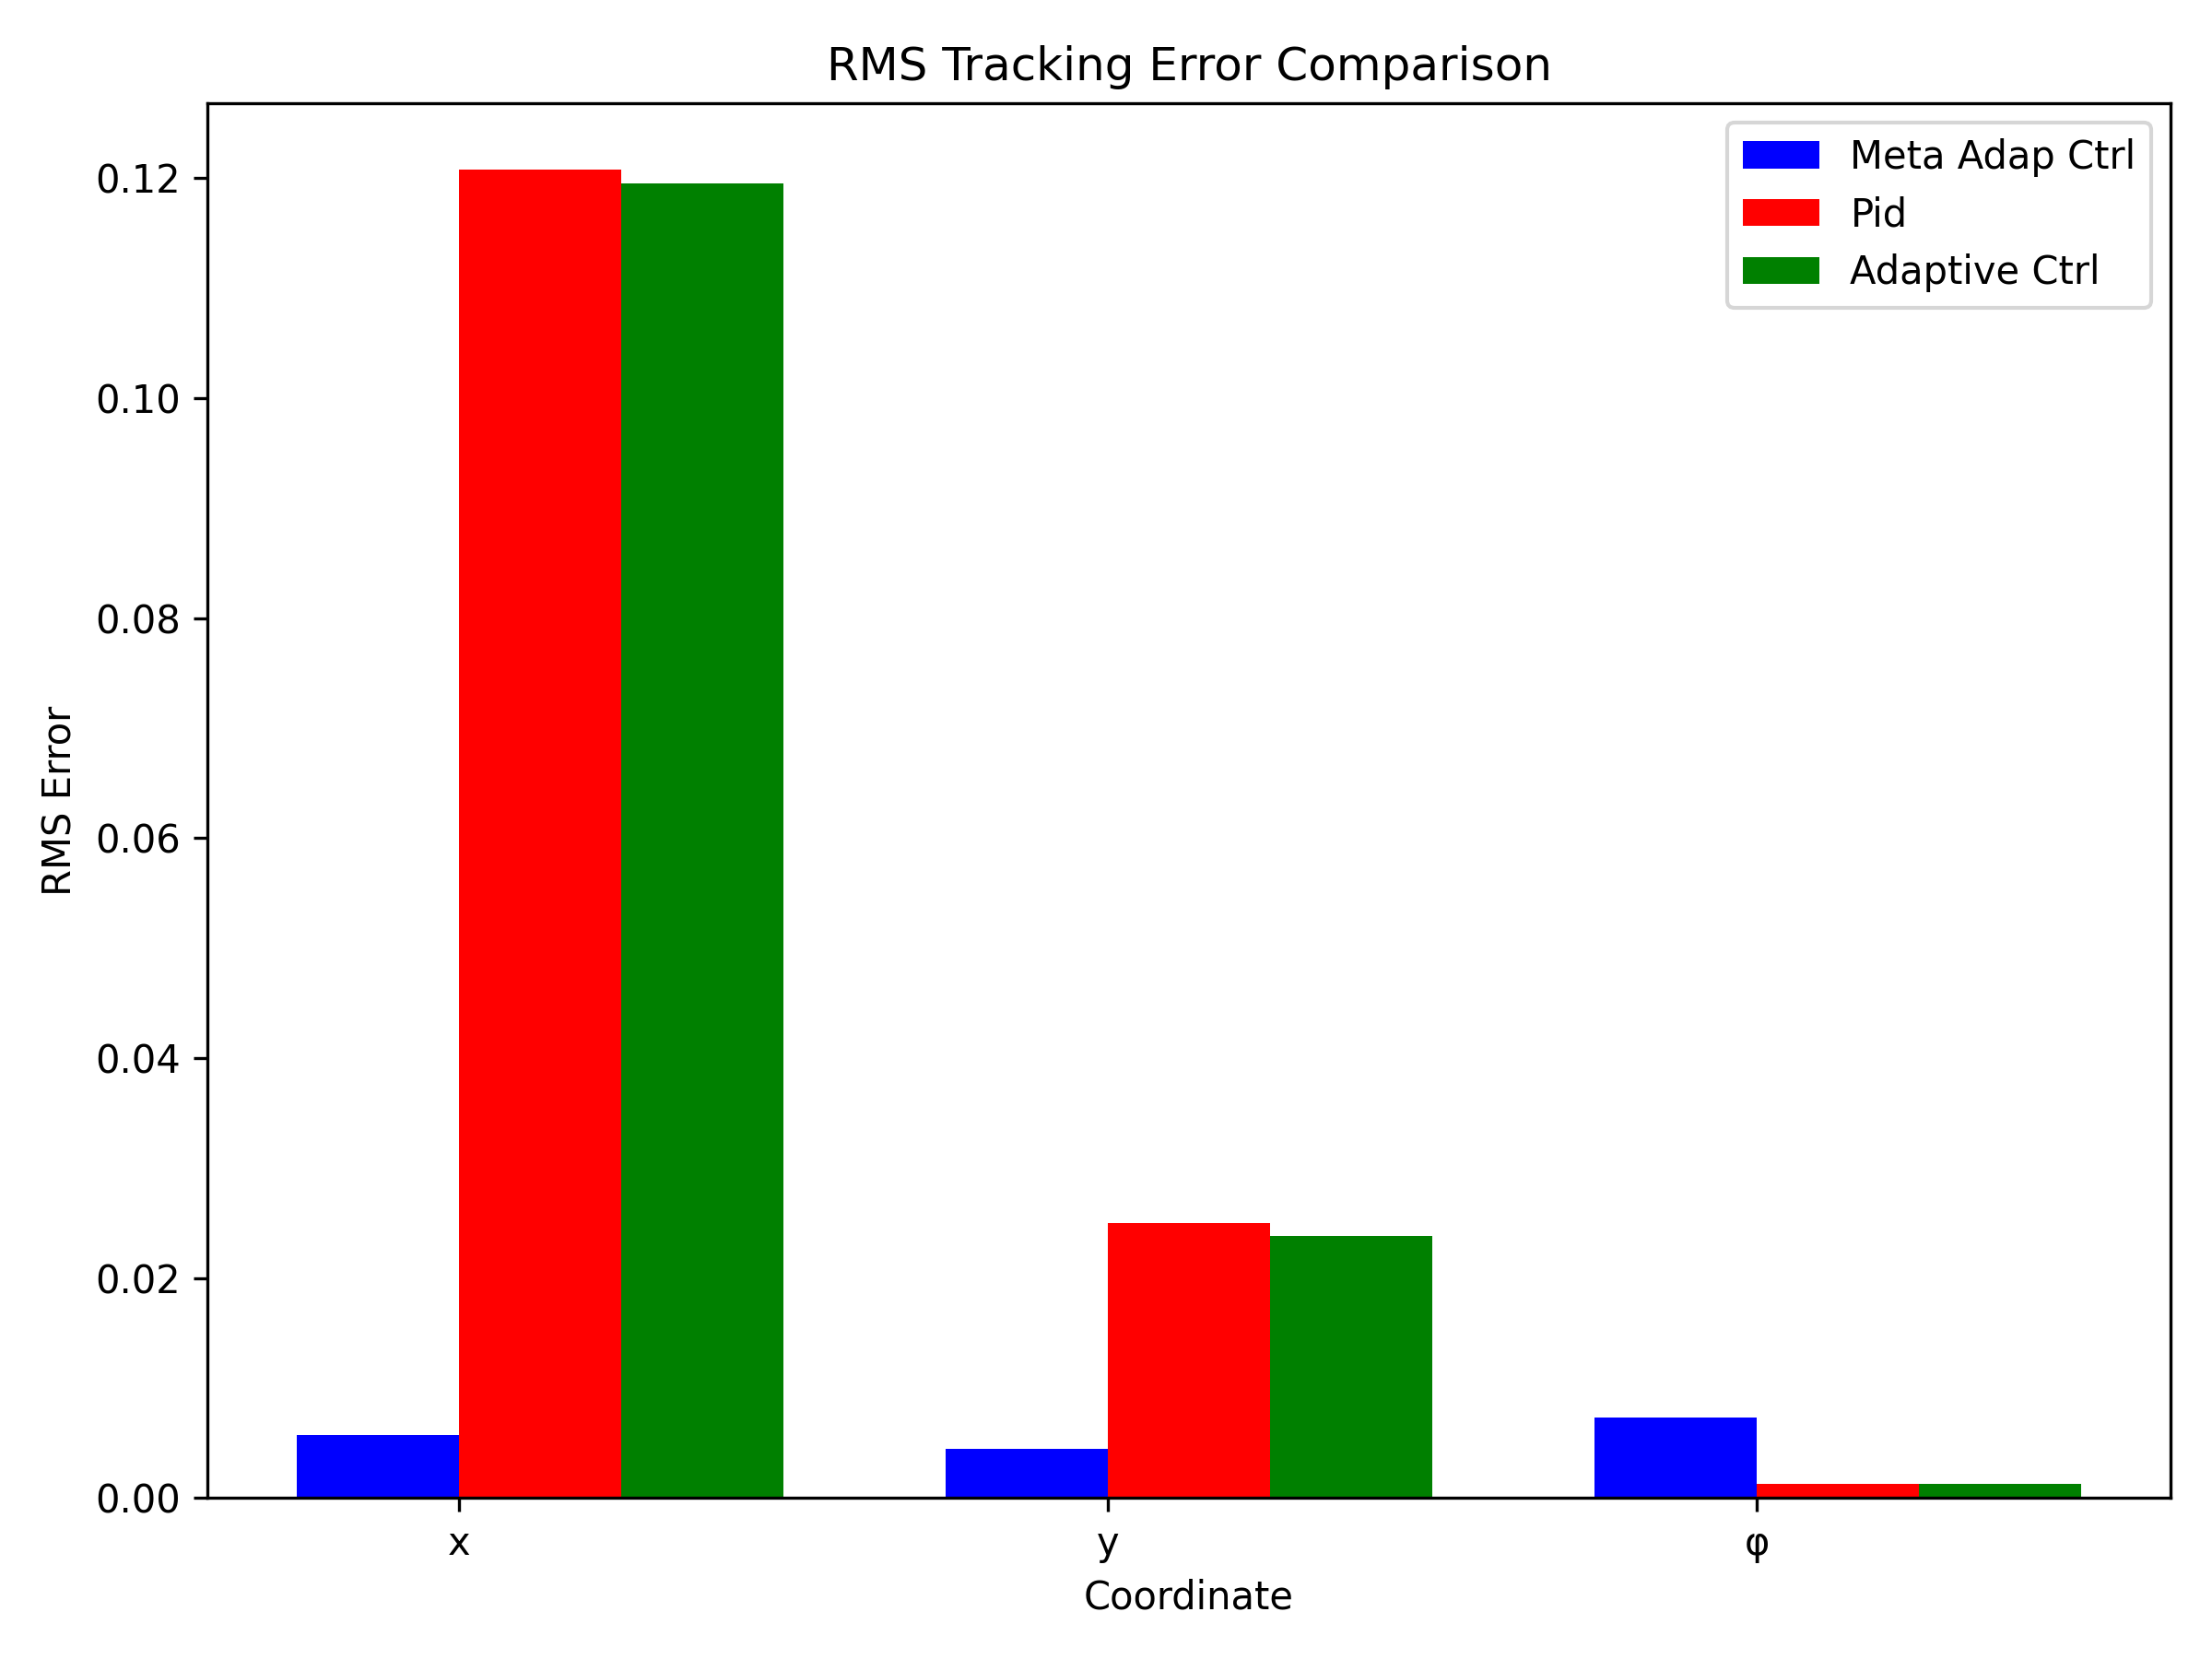 RMS Tracking Error Comparison
Meta Adap Ctrl
Pid
Adaptive Ctrl
0.12
0.10
0.08
0.06
0.04
0.02
0.00
RMS Error
x
y
φ
Coordinate